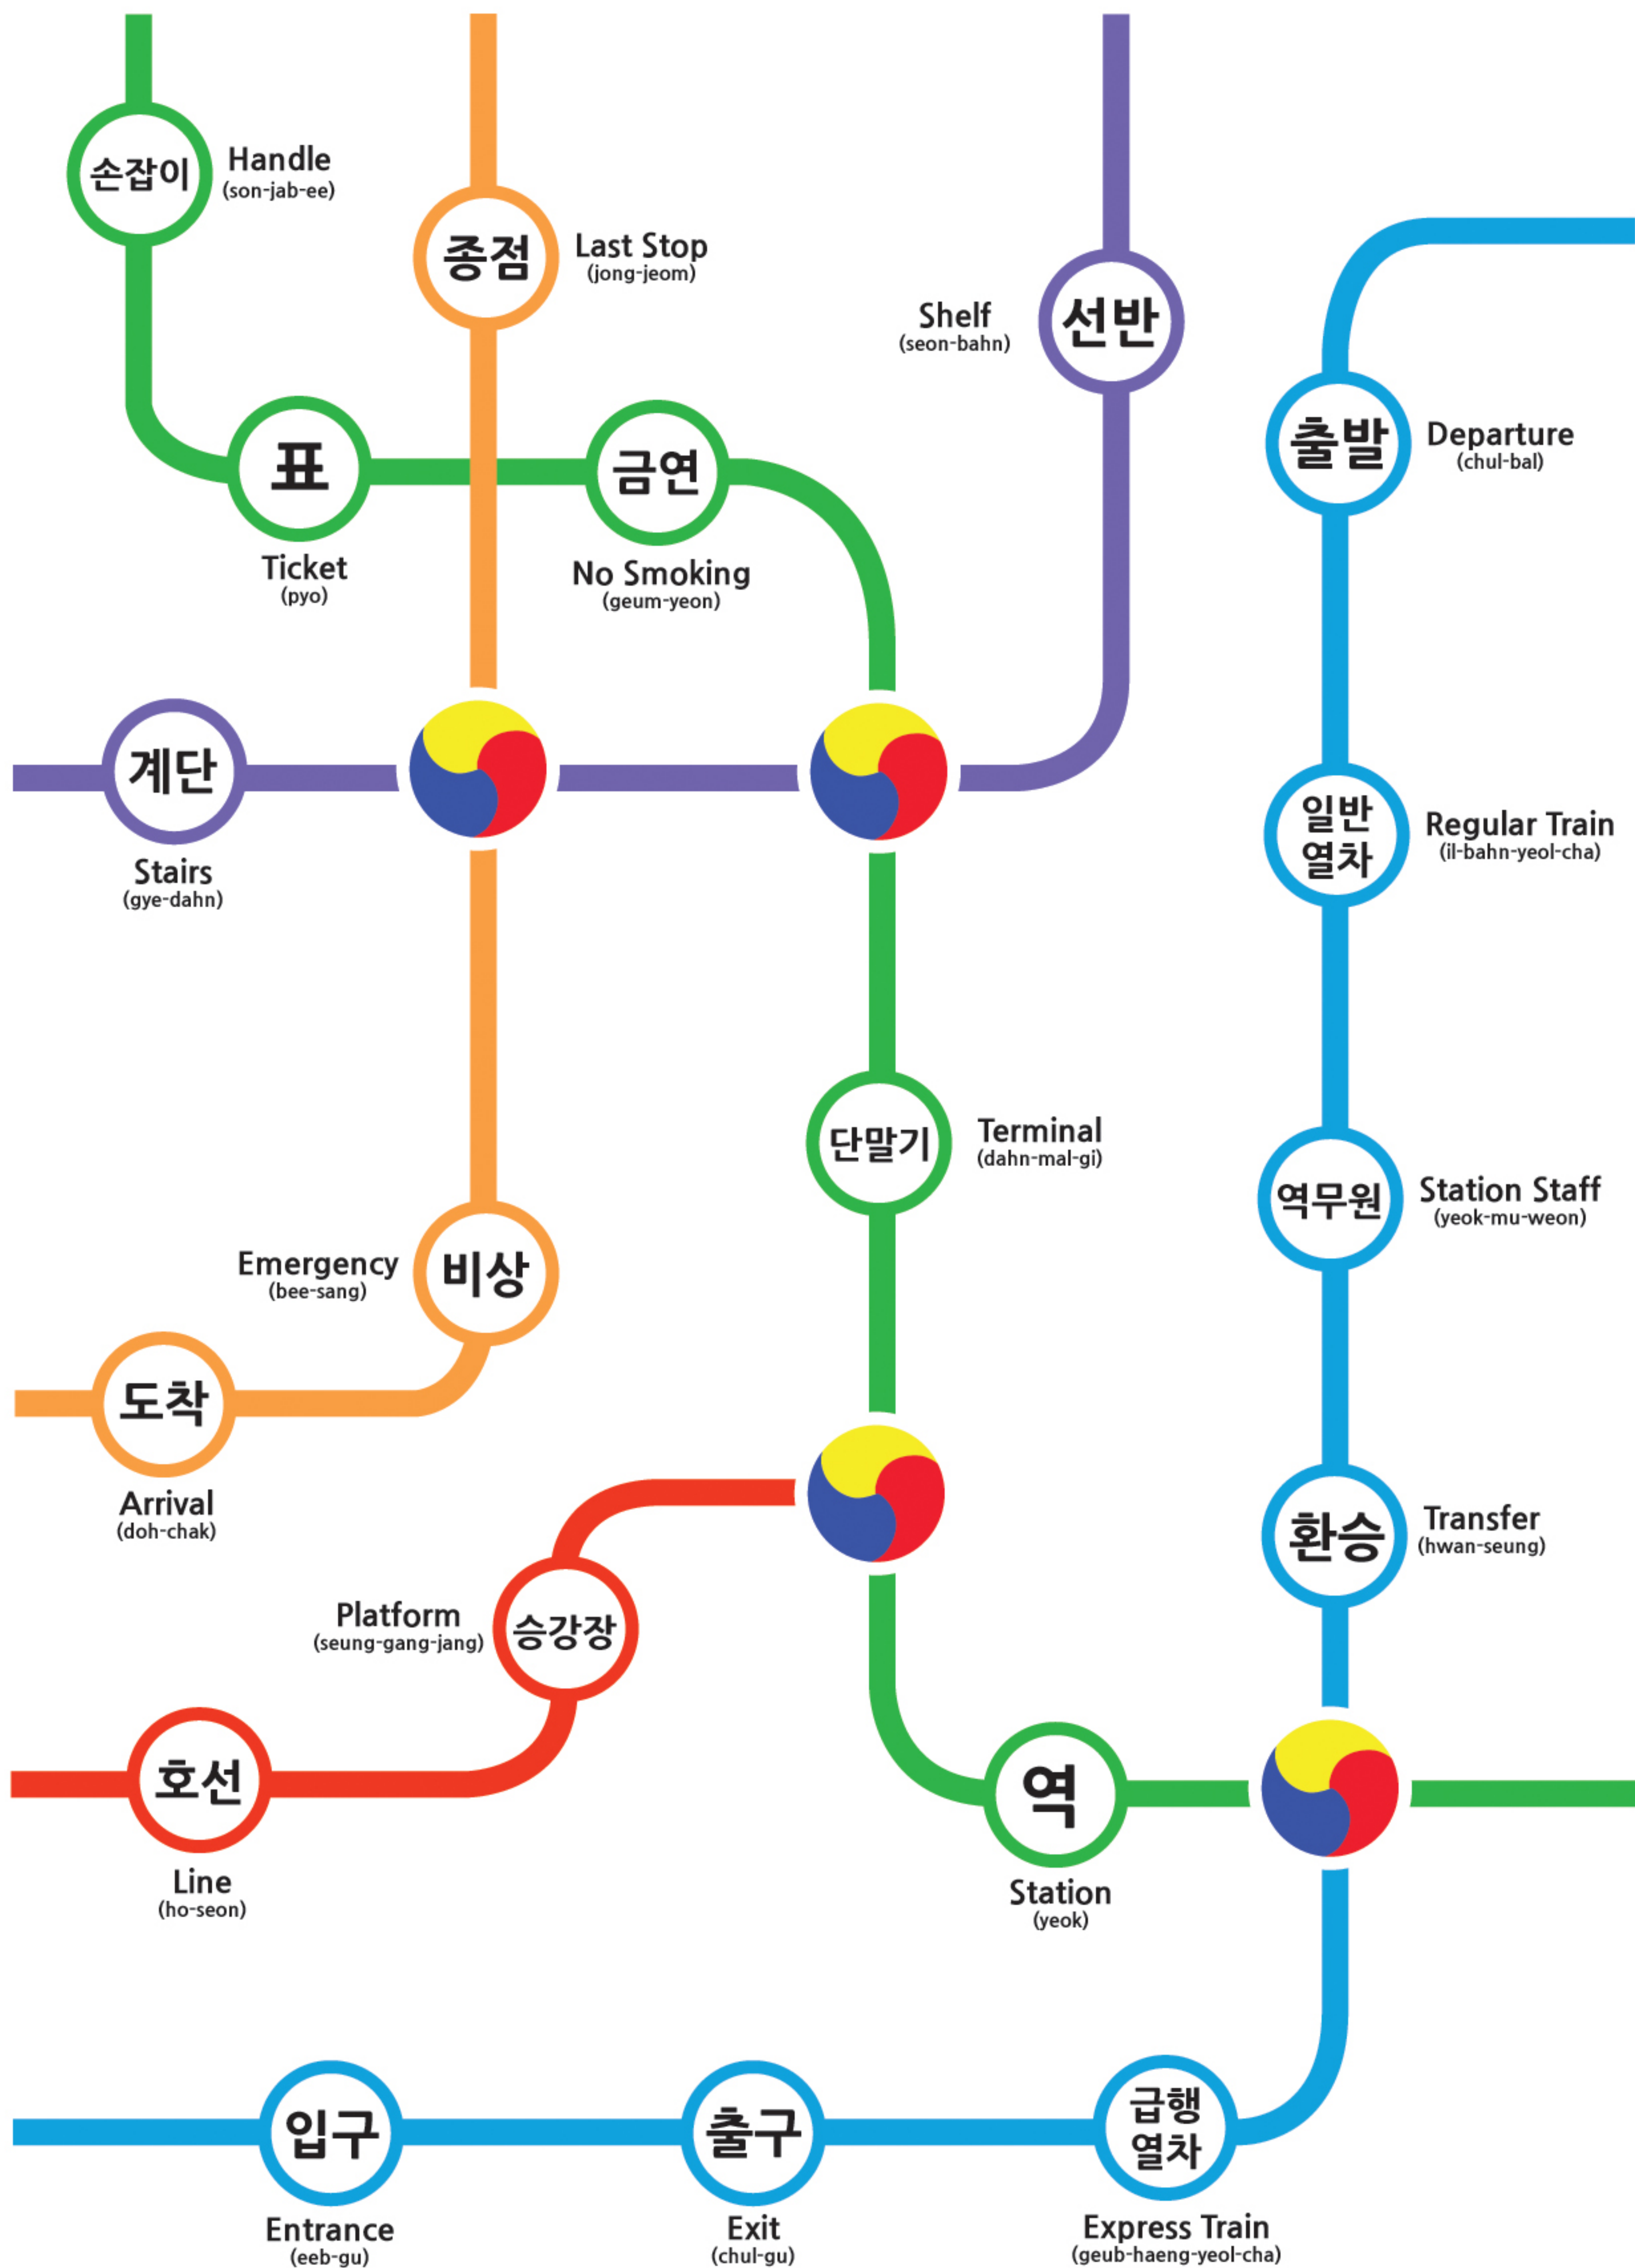 손잡이
Handle
(son-jab-ee)
종점
Last Stop
(jong-jeom)
Shelf
(seon-bahn)
선반
출발
Departure
(chul-bal)
표
Ticket
(pyo)
금연
No Smoking
(geum-yeon)
계단
Stairs
(gye-dahn)
일반
열차
Regular Train
(il-bahn-yeol-cha)
단말기
Terminal
(dahn-mal-gi)
역무원
Station Staff
(yeok-mu-weon)
Emergency
(bee-sang)
비상
도착
Arrival
(doh-chak)
환승
Transfer
(hwan-seung)
Platform
(seung-gang-jang)
승강장
호선
Line
(ho-seon)
역
Station
(yeok)
입구
Entrance
(eeb-gu)
출구
Exit
(chul-gu)
급행
열차
Express Train
(geub-haeng-yeol-cha)